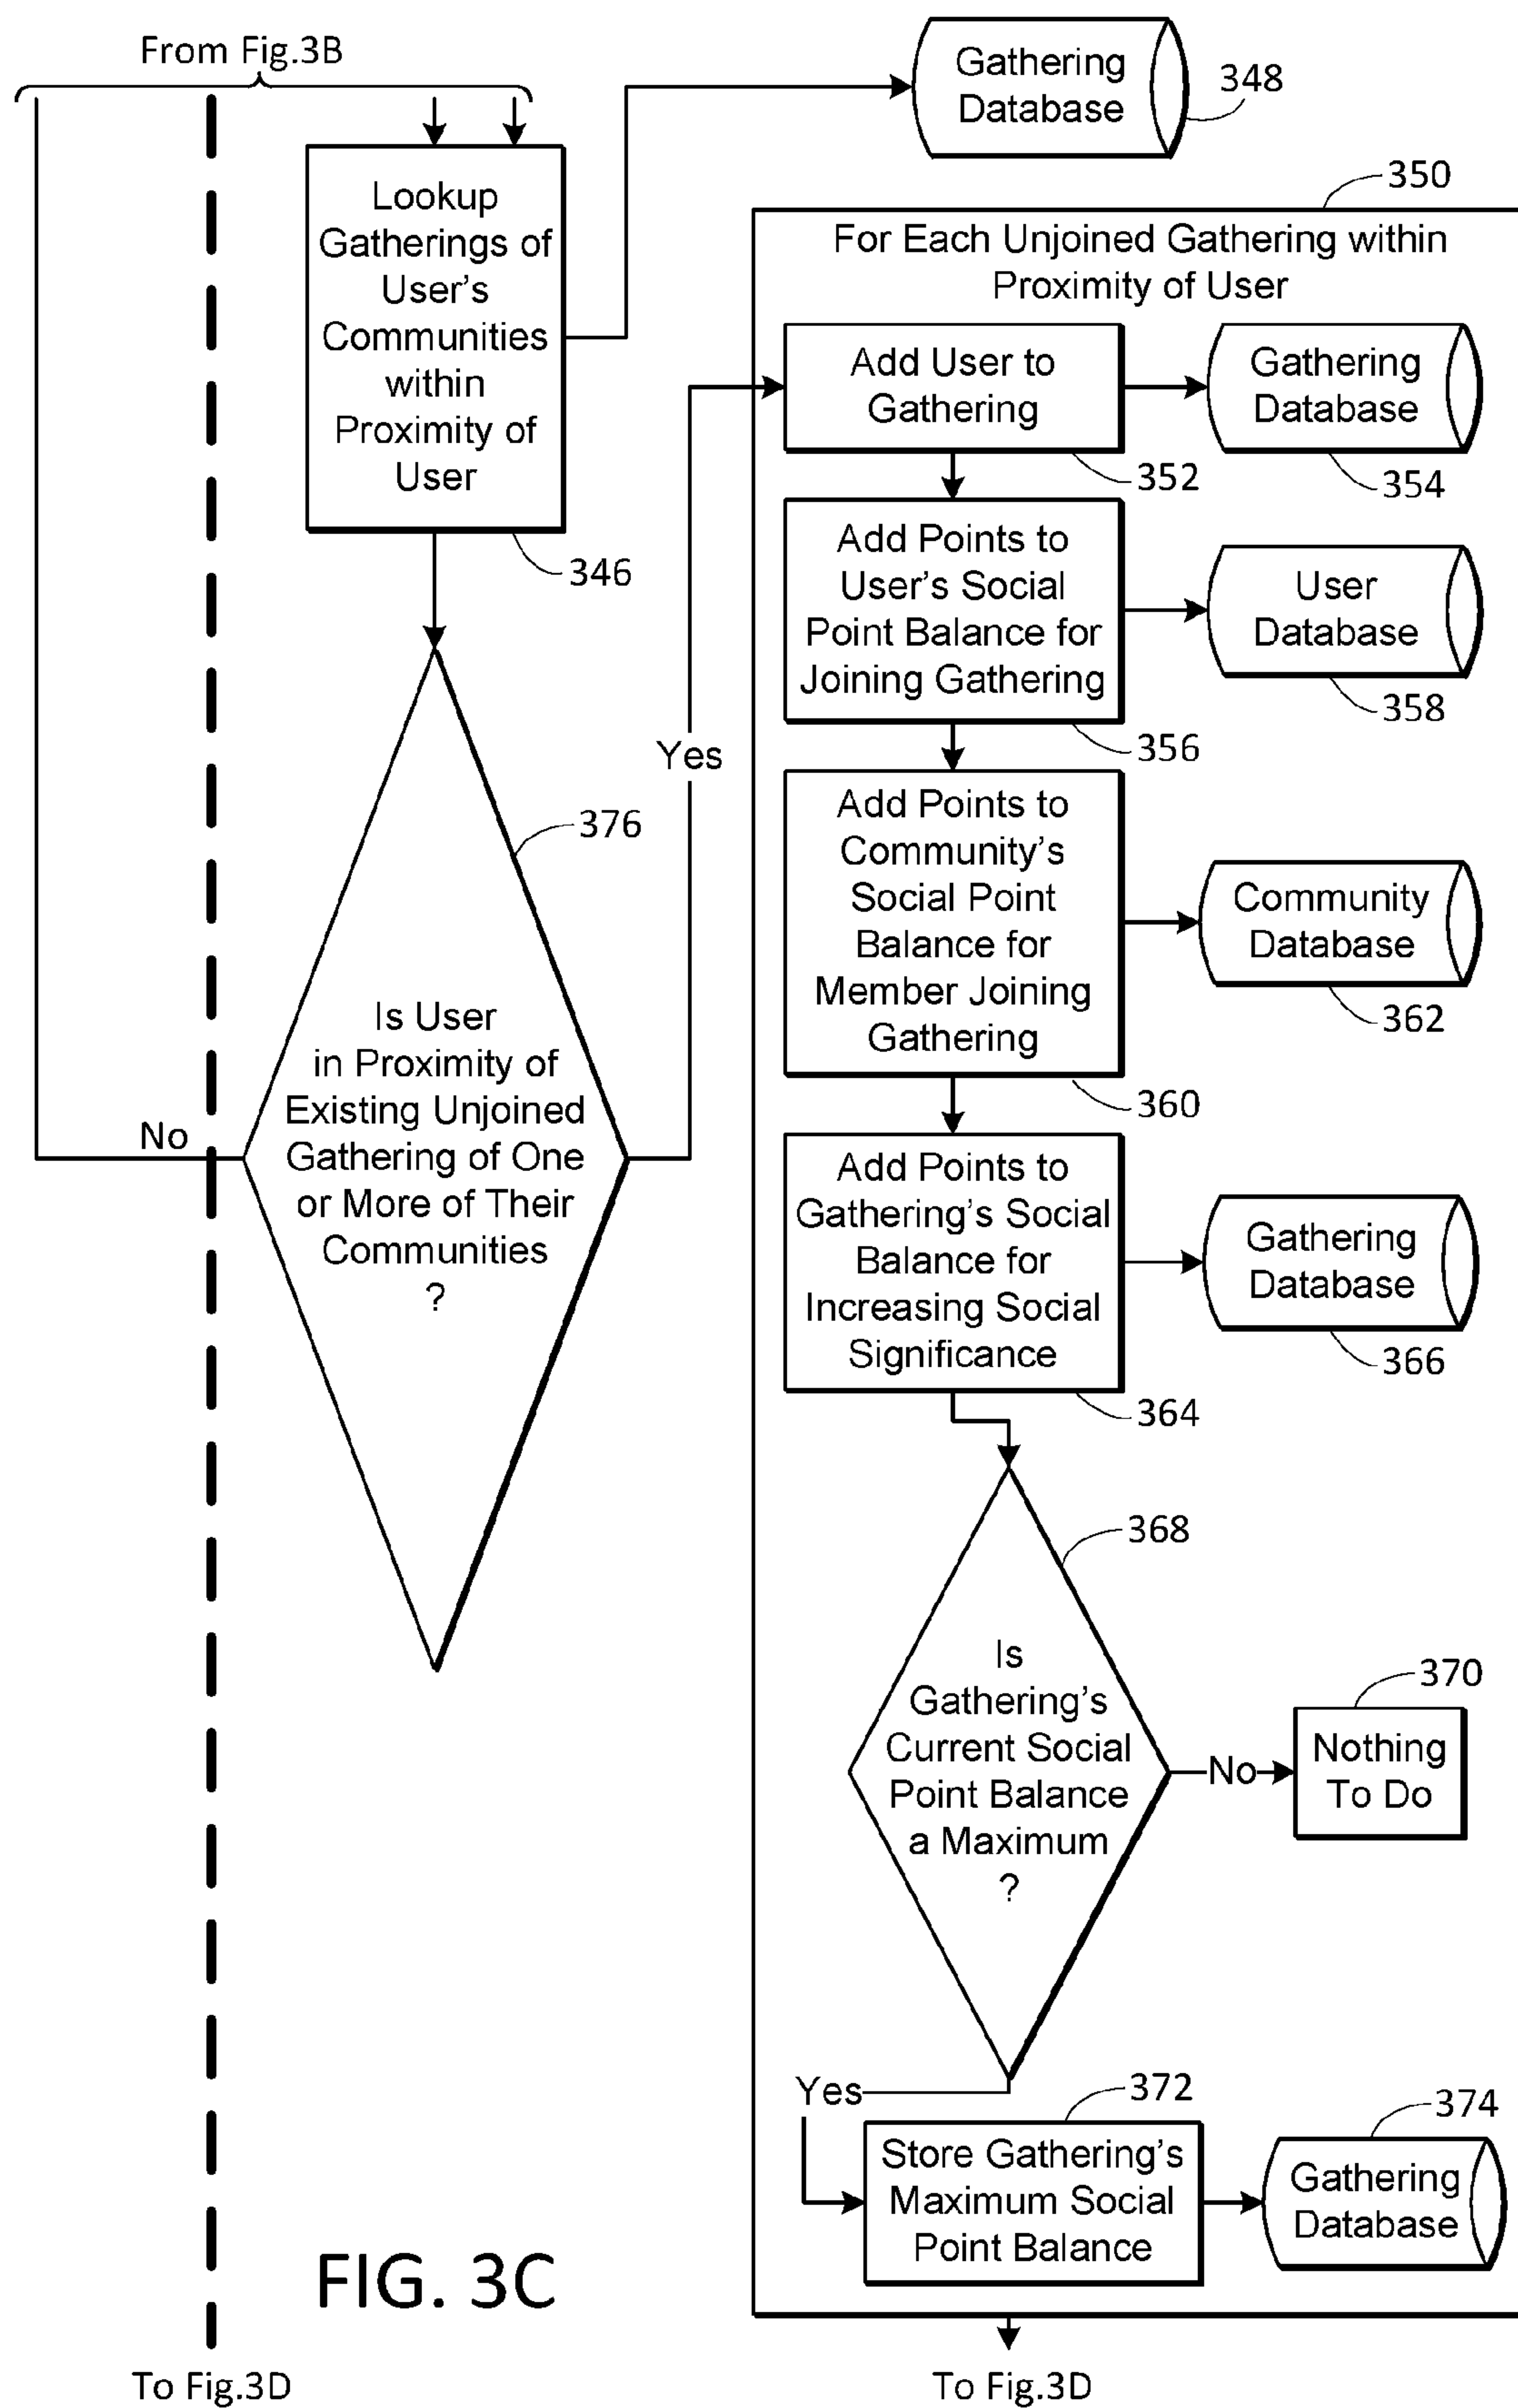 From Fig.3B
Gathering
Database
348
Lookup
Gatherings of
User's
Communities
within
Proximity of
User
346
350
For Each Unjoined Gathering within
Proximity of User
Add User to
Gathering
352
Gathering
Database
354
Add Points to
User's Social
Point Balance for
Joining Gathering
356
User
Database
358
Yes
376
Is User
in Proximity of
Existing Unjoined
Gathering of One
or More of Their
Communities
?
No
Add Points to
Community's
Social Point
Balance for
Member Joining
Gathering
360
Community
Database
362
Add Points to
Gathering's Social
Balance for
Increasing Social
Significance
364
Gathering
Database
366
368
Is
Gathering's
Current Social
Point Balance
a Maximum
?
No
370
Nothing
To Do
Yes
372
Store Gathering's
Maximum Social
Point Balance
374
Gathering
Database
FIG. 3C
To Fig.3D
To Fig.3D